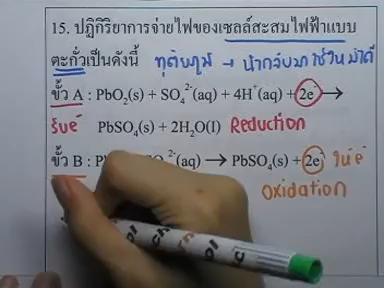 15. ปฏิกิริยาการจ่ายไฟของเซลล์สะสมไฟฟ้าแบบ
ตะกั่วเป็นดังนี้ ทุติยภูมิ → นำกลับมาใช้ใหม่ได้
ขั้ว A : PbO₂(s) + SO₄²⁻(aq) + 4H⁺(aq) + 2e⁻ →
รับe⁻ PbSO₄(s) + 2H₂O(l) Reduction
ขั้ว B : ²⁻(aq) → PbSO₄(s) + 2e⁻ ให้e⁻
Oxidation